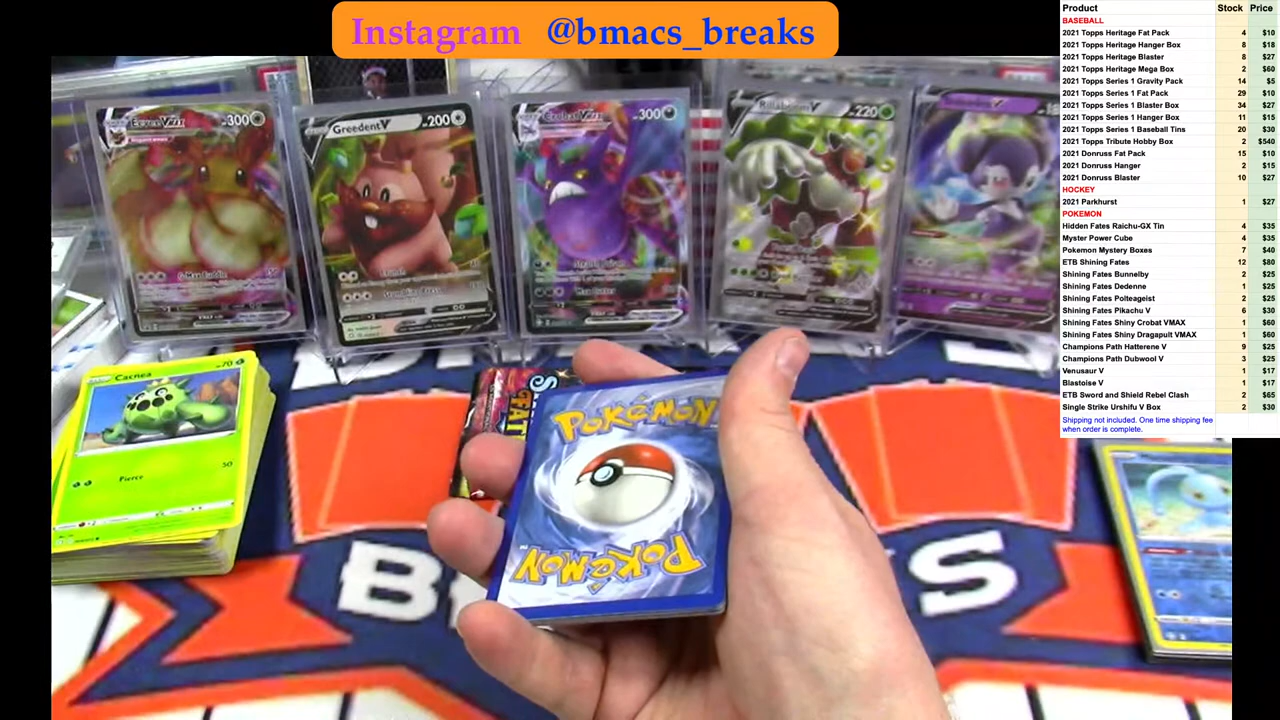 Instagram @bmacs_breaks
Product Stock Price
BASEBALL
2021 Topps Heritage Fat Pack 4 $10
2021 Topps Heritage Hanger Box 8 $18
2021 Topps Heritage Blaster 8 $27
2021 Topps Heritage Mega Box 2 $60
2021 Topps Series 1 Gravity Pack 14 $5
2021 Topps Series 1 Fat Pack 29 $10
2021 Topps Series 1 Blaster Box 34 $27
2021 Topps Series 1 Hanger Box 11 $15
2021 Topps Series 1 Baseball Tins 20 $30
2021 Topps Tribute Hobby Box 2 $540
2021 Donruss Fat Pack 15 $10
2021 Donruss Hanger 2 $15
2021 Donruss Blaster 10 $27
HOCKEY
2021 Parkhurst 1 $27
POKEMON
Hidden Fates Raichu-GX Tin 4 $35
Myster Power Cube 4 $35
Pokemon Mystery Boxes 7 $40
ETB Shining Fates 12 $80
Shining Fates Bunnelby 2 $25
Shining Fates Dedenne 1 $25
Shining Fates Polteageist 2 $25
Shining Fates Pikachu V 6 $30
Shining Fates Shiny Crobat VMAX 1 $60
Shining Fates Shiny Dragapult VMAX 1 $60
Champions Path Hatterene V 9 $25
Champions Path Dubwool V 3 $25
Venusaur V 1 $17
Blastoise V 1 $17
ETB Sword and Shield Rebel Clash 2 $65
Single Strike Urshifu V Box 2 $30
Shipping not included. One time shipping fee
when order is complete.
Eevee VMAX 300
Greedent V 200
Crobat VMAX 300
Rillaboom V 220
G-Max Cuddle
Cacnea 70
Pierce 50
POKéMON
POKéMON
B
S